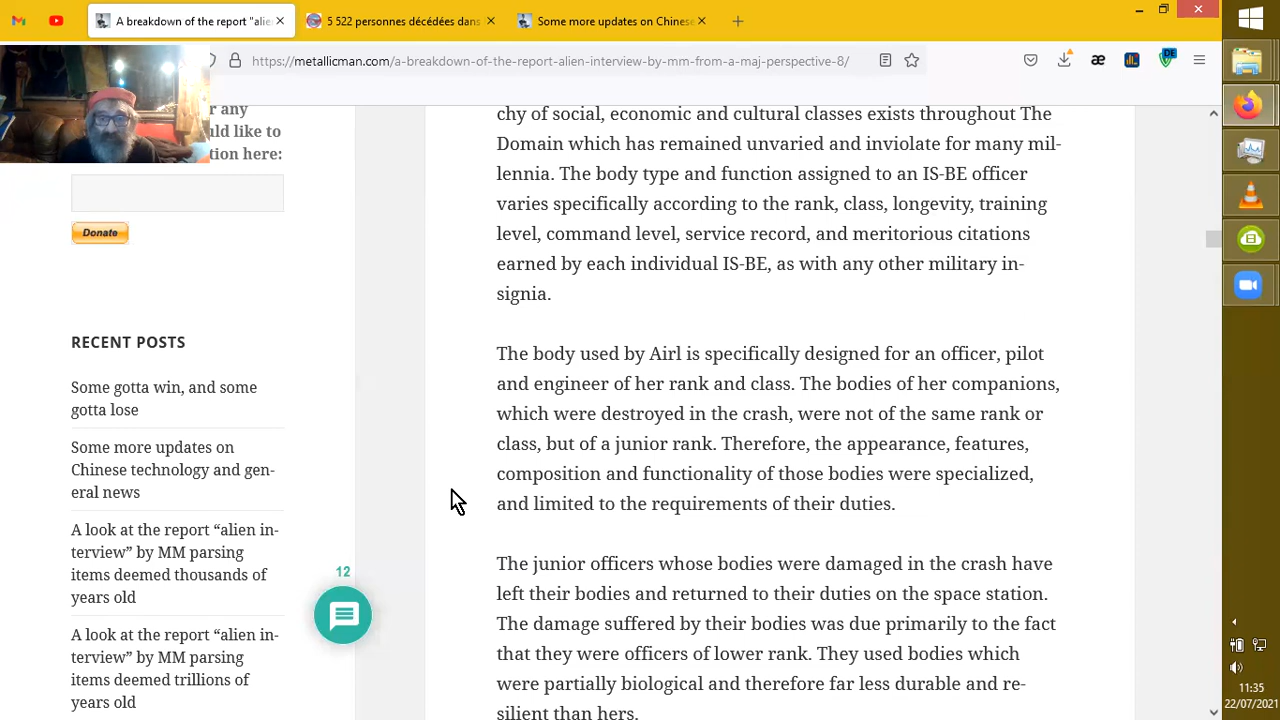 A breakdown of the report "alie
5 522 personnes décédées dans
Some more updates on Chinese
https://metallicman.com/a-breakdown-of-the-report-alien-interview-by-mm-from-a-maj-perspective-8/
DE
r any
uld like to
tion here:
Donate
RECENT POSTS
Some gotta win, and some
gotta lose
Some more updates on
Chinese technology and gen-
eral news
A look at the report “alien in-
terview” by MM parsing
items deemed thousands of
years old
A look at the report “alien in-
terview” by MM parsing
items deemed trillions of
years old
12
chy of social, economic and cultural classes exists throughout The
Domain which has remained unvaried and inviolate for many mil-
lennia. The body type and function assigned to an IS-BE officer
varies specifically according to the rank, class, longevity, training
level, command level, service record, and meritorious citations
earned by each individual IS-BE, as with any other military in-
signia.
The body used by Airl is specifically designed for an officer, pilot
and engineer of her rank and class. The bodies of her companions,
which were destroyed in the crash, were not of the same rank or
class, but of a junior rank. Therefore, the appearance, features,
composition and functionality of those bodies were specialized,
and limited to the requirements of their duties.
The junior officers whose bodies were damaged in the crash have
left their bodies and returned to their duties on the space station.
The damage suffered by their bodies was due primarily to the fact
that they were officers of lower rank. They used bodies which
were partially biological and therefore far less durable and re-
silient than hers.
11:35
22/07/2021